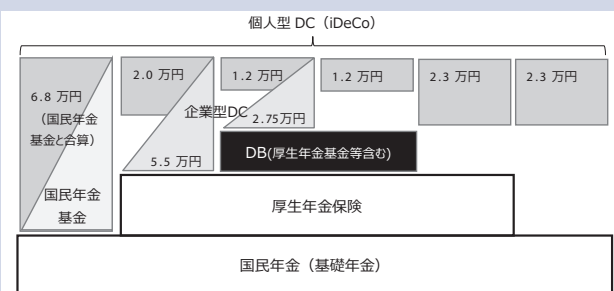 個人型 DC（iDeCo）
6.8 万円
（国民年金
基金と合算）
国民年金
基金
2.0 万円
5.5 万円
企業型DC
1.2 万円
2.75万円
1.2 万円
2.3 万円
2.3 万円
DB(厚生年金基金等含む)
厚生年金保険
国民年金（基礎年金）